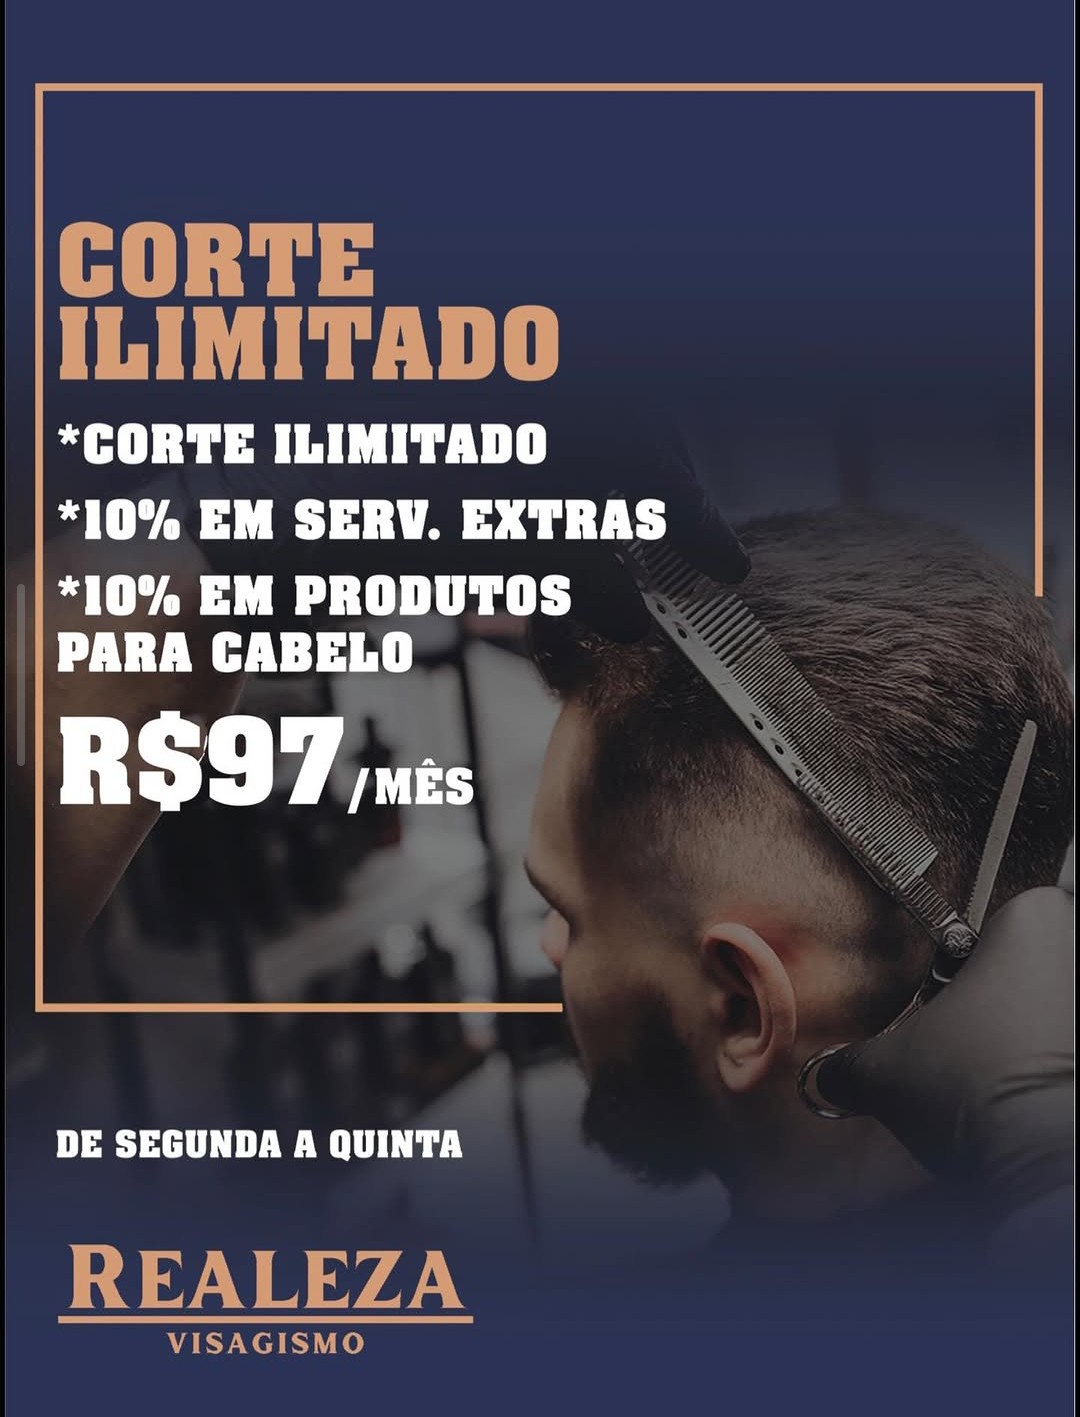 CORTE
ILIMITADO
*CORTE ILIMITADO
*10% EM SERV. EXTRAS
*10% EM PRODUTOS
PARA CABELO
R$97/MÊS
DE SEGUNDA A QUINTA
REALEZA
VISAGISMO